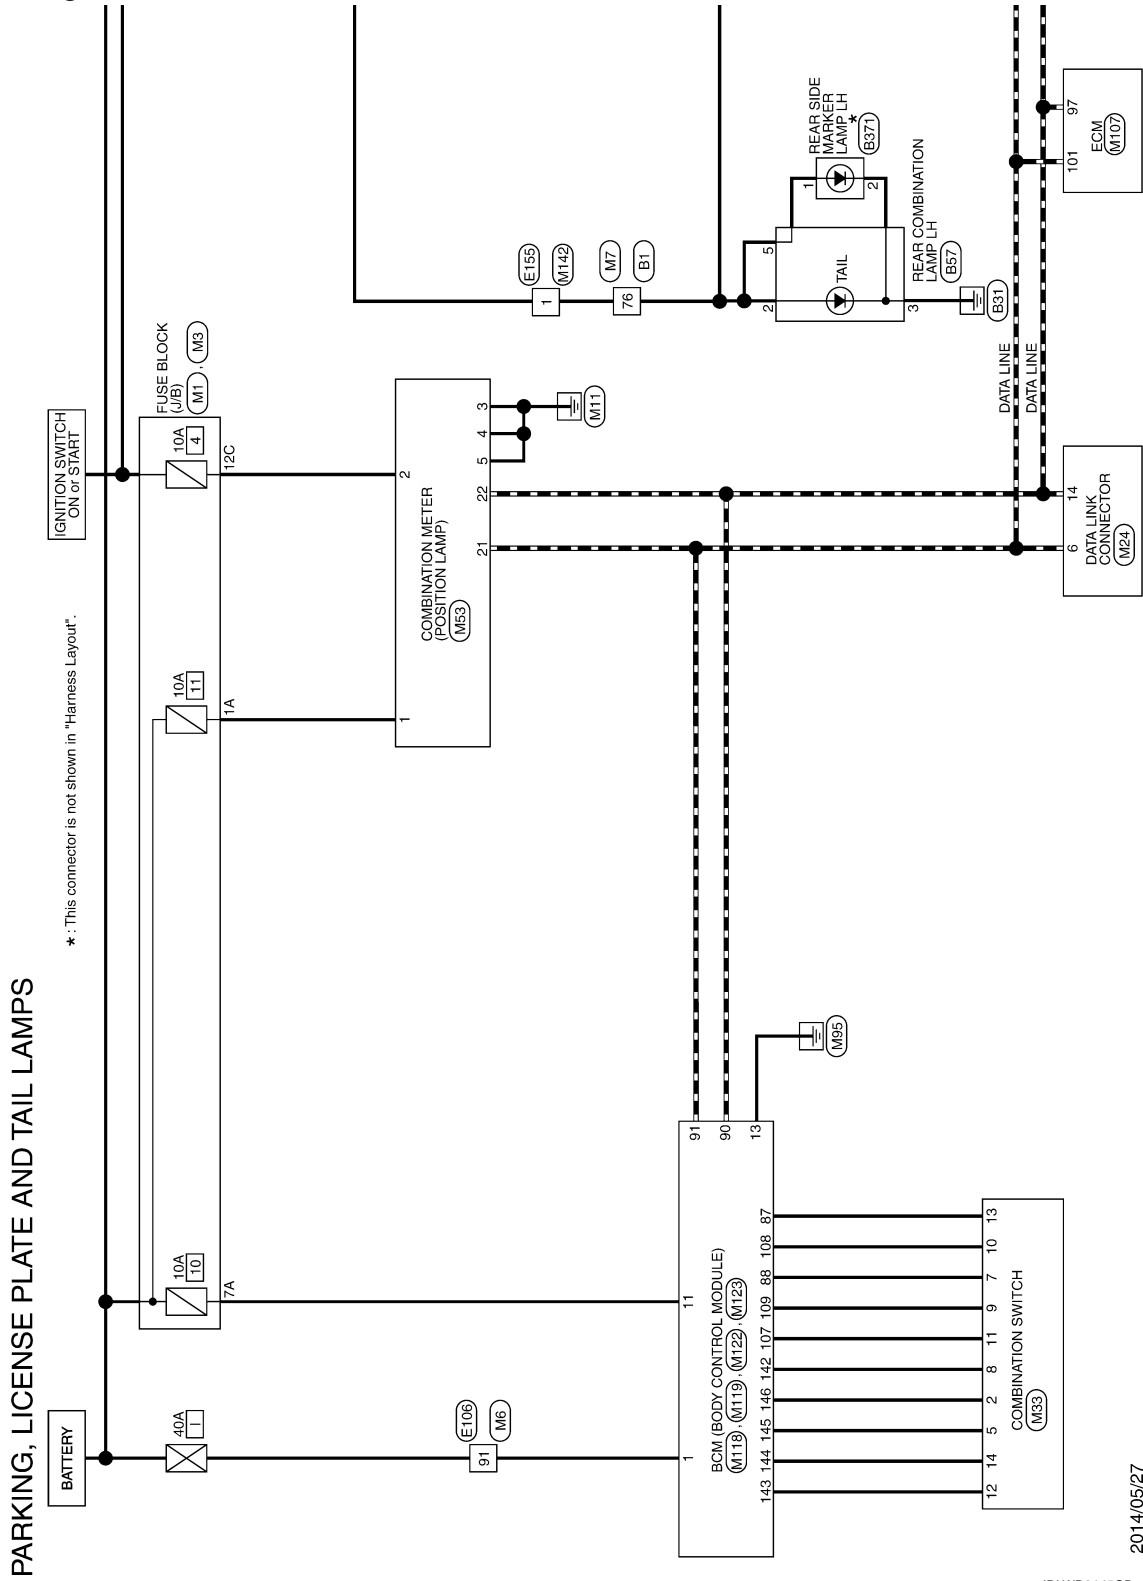 PARKING, LICENSE PLATE AND TAIL LAMPS
* : This connector is not shown in "Harness Layout".
BATTERY
IGNITION SWITCH
ON or START
40A
I
10A
10
10A
11
10A
4
FUSE BLOCK
(J/B)
M1 , M3
7A
1A
12C
91
E106
M6
1
11
BCM (BODY CONTROL MODULE)
M118 , M119 , M122 , M123
91
90
13
M95
143
144
145
146
142
107
109
88
108
87
12
14
5
2
8
11
9
7
10
13
COMBINATION SWITCH
M33
1
2
COMBINATION METER
(POSITION LAMP)
M53
21
22
5
4
3
M11
1
E155
M142
76
M7
B1
2
5
TAIL
3
REAR COMBINATION
LAMP LH
B57
B31
1
2
REAR SIDE
MARKER
LAMP LH
*
B371
DATA LINE
DATA LINE
6
14
DATA LINK
CONNECTOR
M24
101
97
ECM
M107
2014/05/27